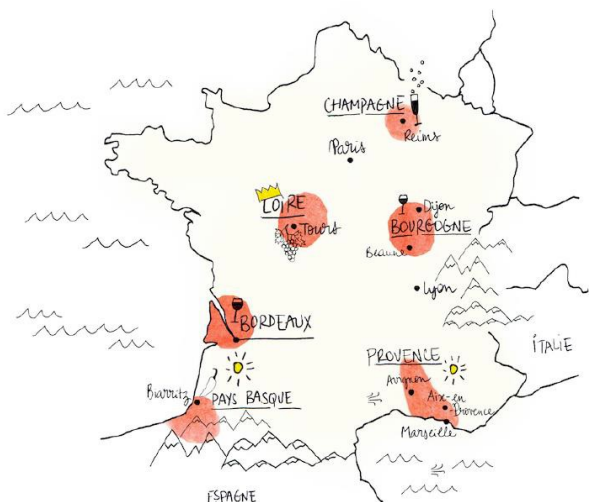 CHAMPAGNE
Reims
Paris
LOIRE
Tours
Dijon
BOURGOGNE
Beaune
Lyon
BORDEAUX
ITALIE
PROVENCE
Avignon
Aix-en
Provence
Marseille
Biarritz
PAYS BASQUE
ESPAGNE